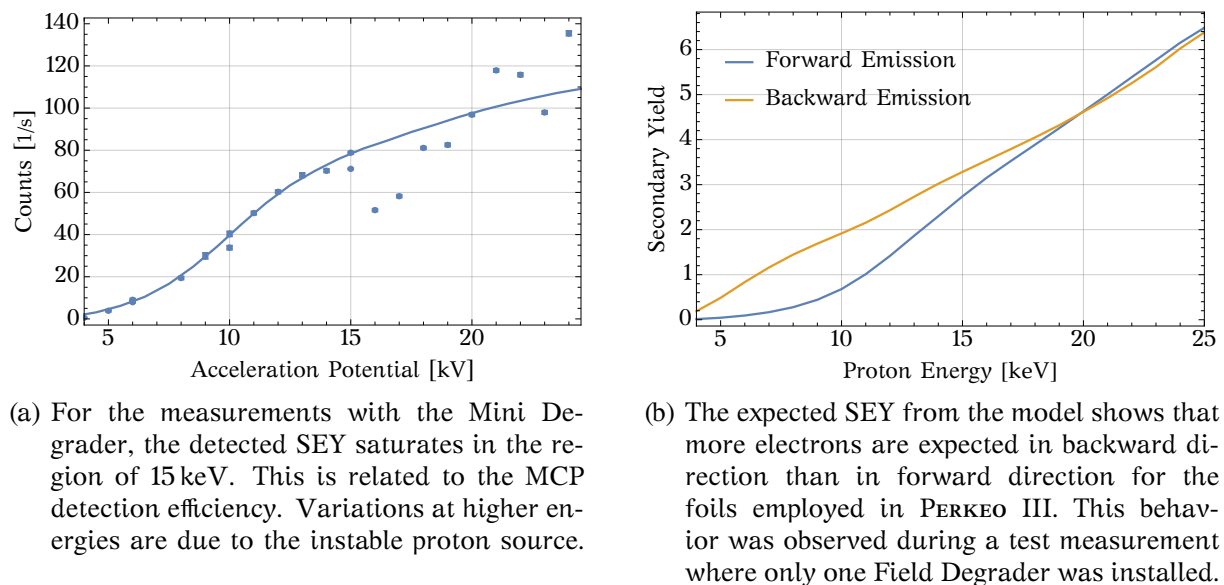 140
120
100
80
60
40
20
0
Counts [1/s]
5 10 15 20
Acceleration Potential [kV]
(a) For the measurements with the Mini De-
grader, the detected SEY saturates in the re-
gion of 15 keV. This is related to the MCP
detection efficiency. Variations at higher en-
ergies are due to the instable proton source.
6
5
4
3
2
1
0
Secondary Yield
Forward Emission
Backward Emission
5 10 15 20 25
Proton Energy [keV]
(b) The expected SEY from the model shows that
more electrons are expected in backward di-
rection than in forward direction for the
foils employed in PERKEO III. This behav-
ior was observed during a test measurement
where only one Field Degrader was installed.